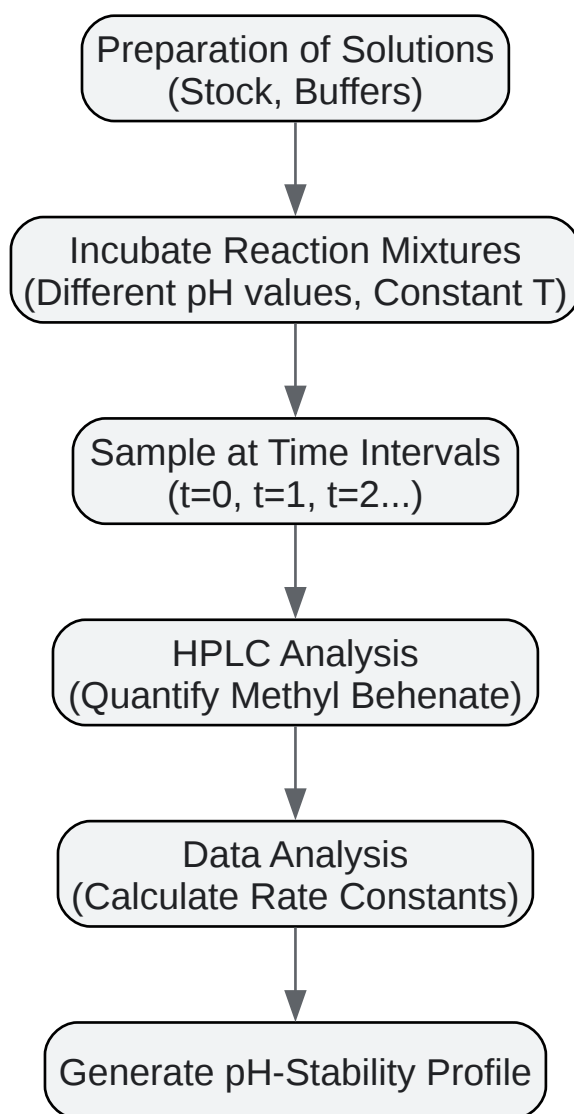 Preparation of Solutions
(Stock, Buffers)
Incubate Reaction Mixtures
(Different pH values, Constant T)
Sample at Time Intervals
(t=0, t=1, t=2...)
HPLC Analysis
(Quantify Methyl Behenate)
Data Analysis
(Calculate Rate Constants)
Generate pH-Stability Profile